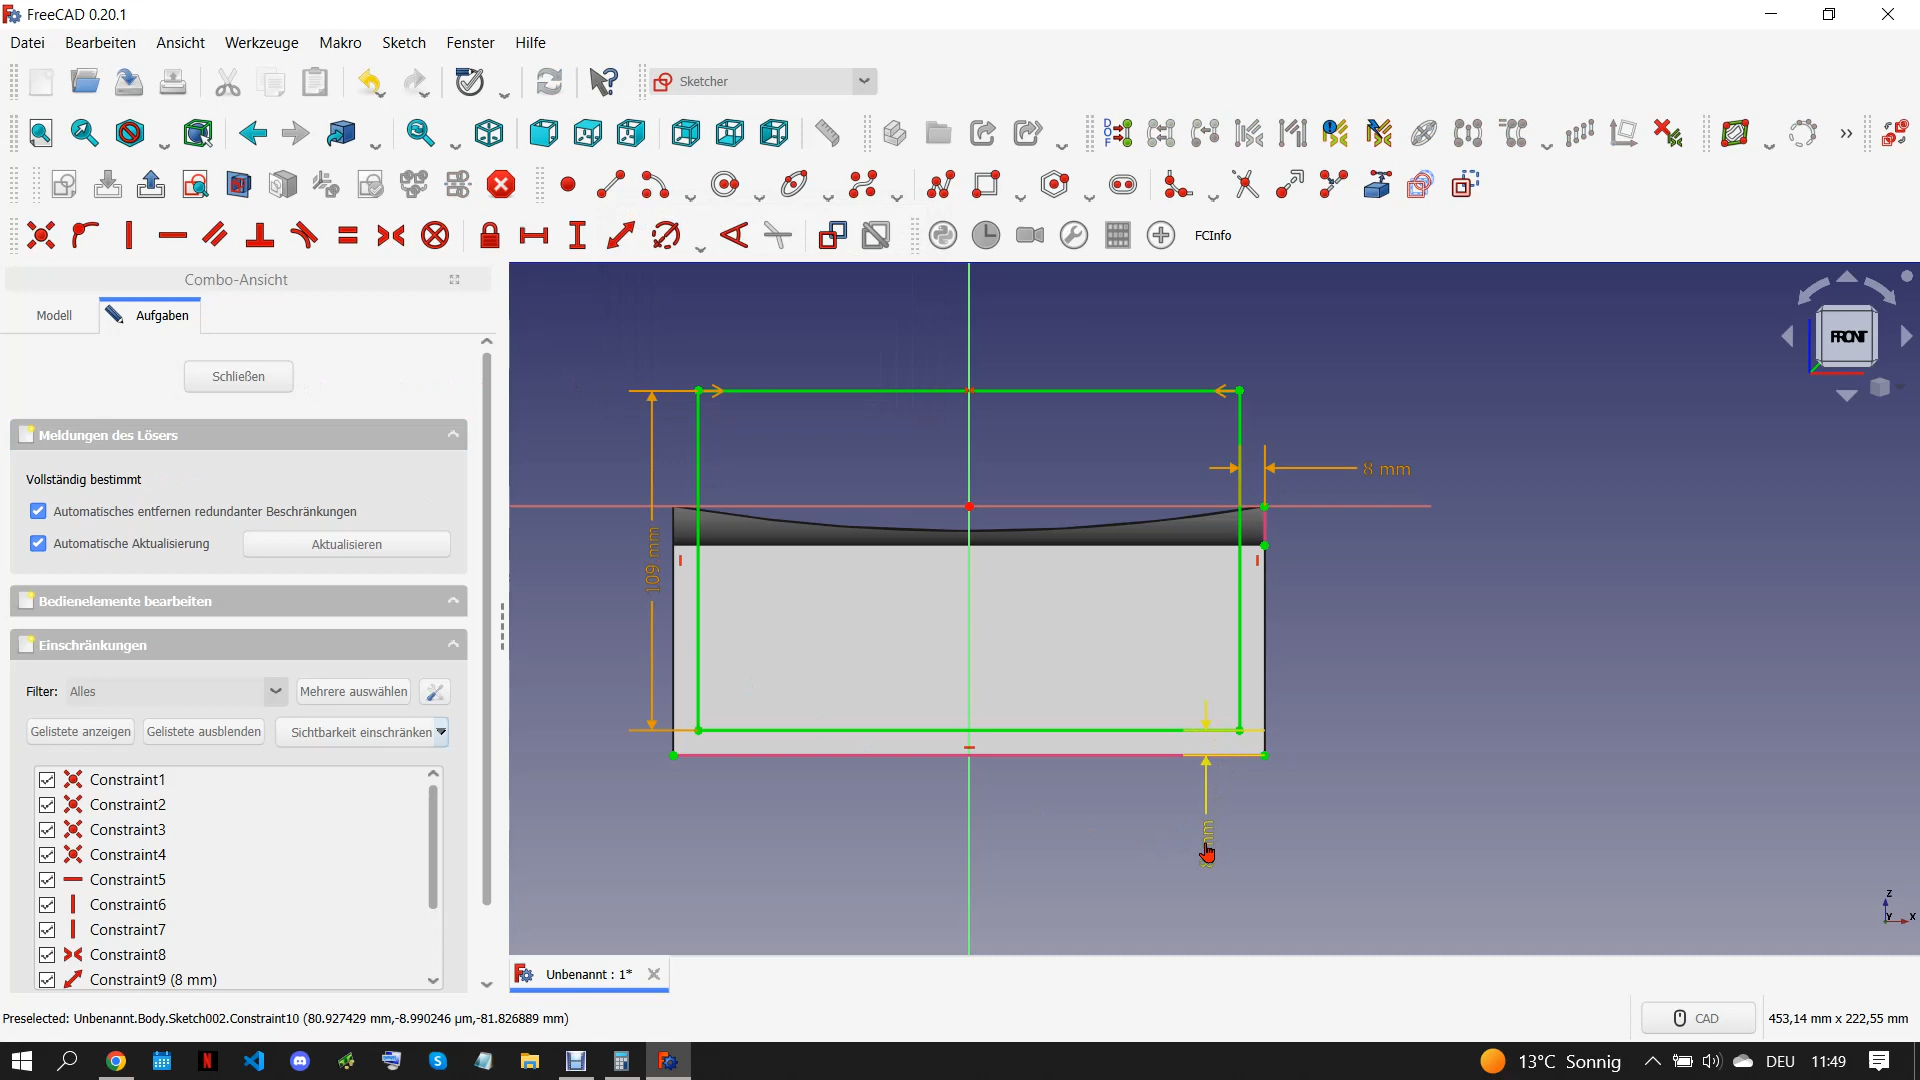 FreeCAD 0.20.1
Datei Bearbeiten Ansicht Werkzeuge Makro Sketch Fenster Hilfe
Sketcher
FCInfo
Combo-Ansicht
Modell Aufgaben
Schließen
Meldungen des Lösers
Vollständig bestimmt
Automatisches entfernen redundanter Beschränkungen
Automatische Aktualisierung Aktualisieren
Bedienelemente bearbeiten
Einschränkungen
Filter: Alles Mehrere auswählen
Gelistete anzeigen Gelistete ausblenden Sichtbarkeit einschränken
Constraint1
Constraint2
Constraint3
Constraint4
Constraint5
Constraint6
Constraint7
Constraint8
Constraint9 (8 mm)
DOF
FRONT
8 mm
109 mm
Z
Y X
Unbenannt : 1*
Preselected: Unbenannt.Body.Sketch002.Constraint10 (80.927429 mm,-8.990246 µm,-81.826889 mm)
CAD 453,14 mm x 222,55 mm
13°C Sonnig DEU 11:49